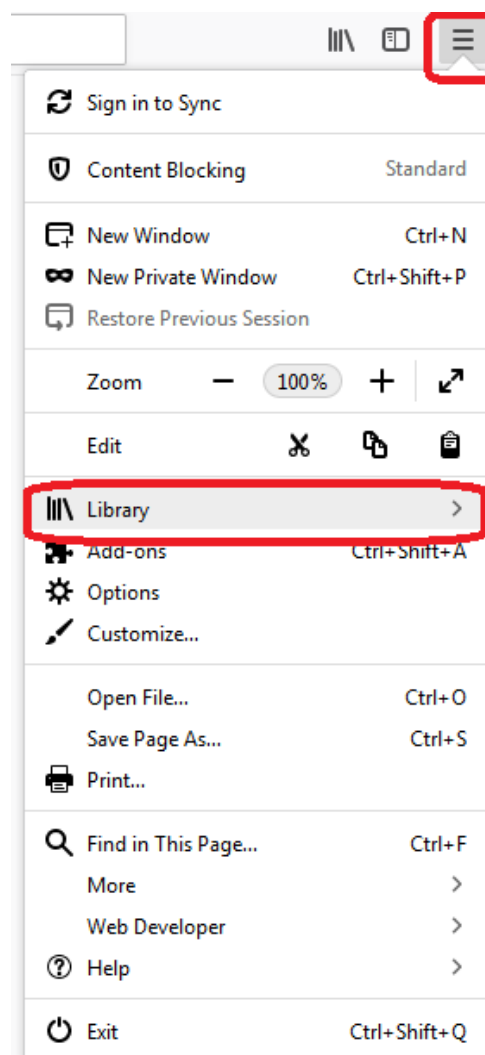 Sign in to Sync
Content Blocking Standard
New Window Ctrl+N
New Private Window Ctrl+Shift+P
Restore Previous Session
Zoom 100%
Edit
Library
Add-ons Ctrl+Shift+A
Options
Customize...
Open File... Ctrl+O
Save Page As... Ctrl+S
Print...
Find in This Page... Ctrl+F
More
Web Developer
Help
Exit Ctrl+Shift+Q